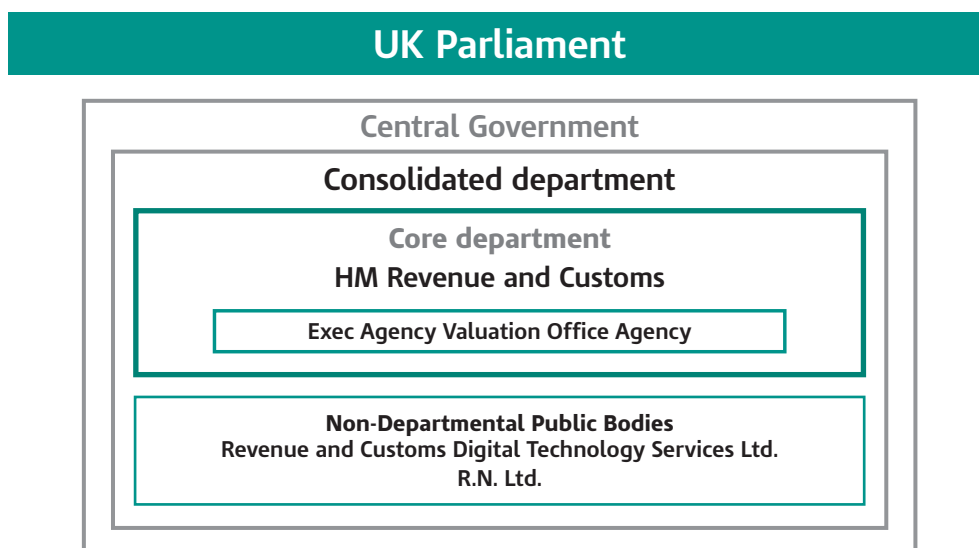 UK Parliament
Central Government
Consolidated department
Core department
HM Revenue and Customs
Exec Agency Valuation Office Agency
Non-Departmental Public Bodies
Revenue and Customs Digital Technology Services Ltd.
R.N. Ltd.